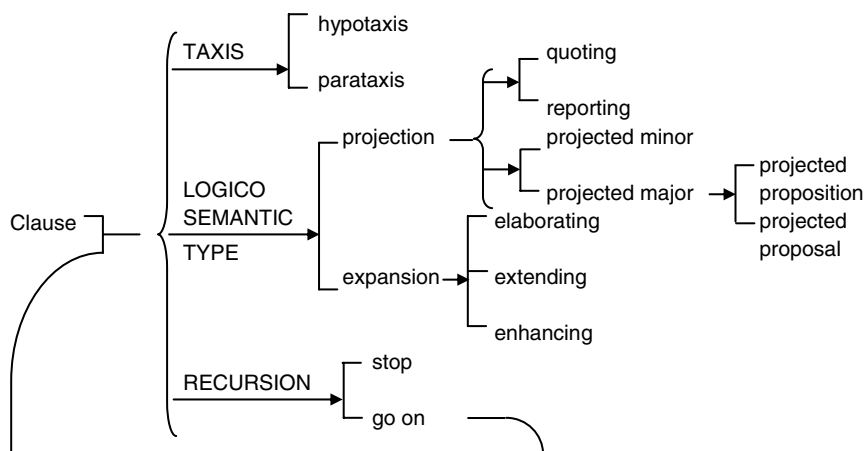 hypotaxis
TAXIS
parataxis
quoting
reporting
projection
projected minor
projected major
projected
proposition
projected
proposal
LOGICO
SEMANTIC
TYPE
Clause
elaborating
expansion
extending
enhancing
stop
RECURSION
go on